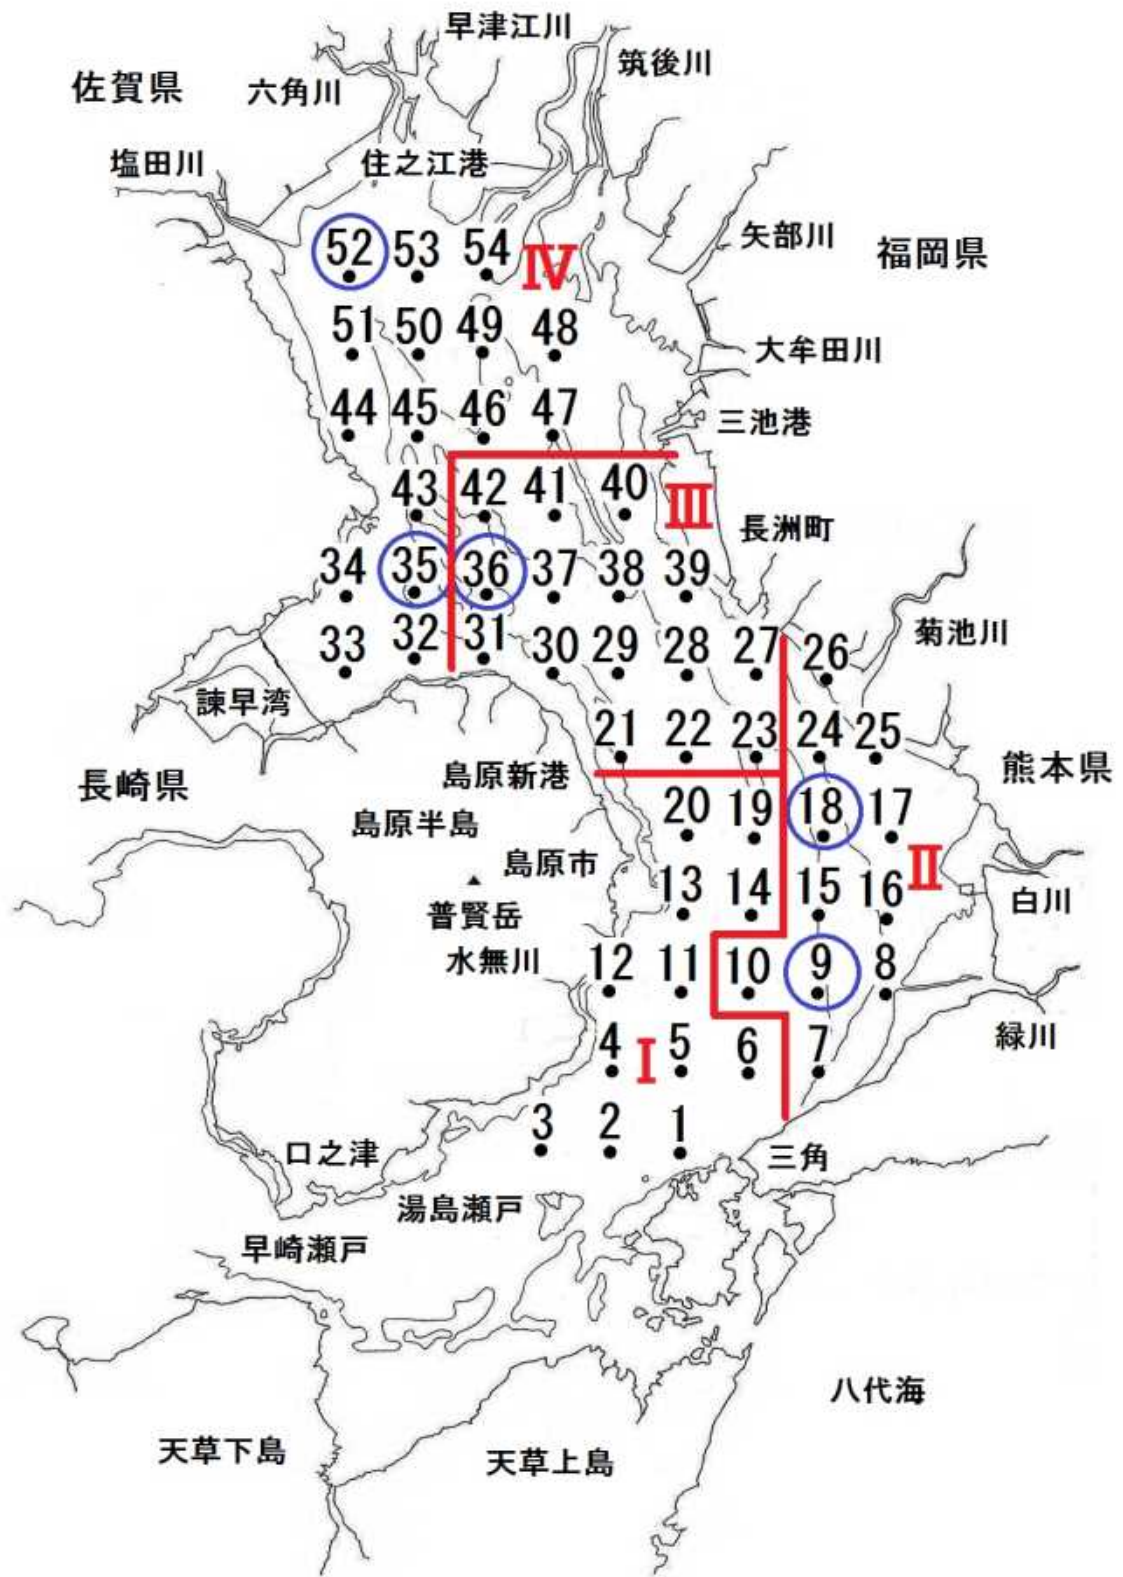 早津江川
筑後川
佐賀県
六角川
塩田川
住之江港
矢部川
福岡県
52 53 54 Ⅳ
51 50 49 48
大牟田川
44 45 46 47
三池港
43 42 41 40 Ⅲ
長洲町
34 35 36 37 38 39
菊池川
33 32 31 30 29 28 27 26
諫早湾
21 22 23 24 25
島原新港
熊本県
長崎県
20 19 18 17
島原半島
島原市
Ⅱ
13 14 15 16
白川
普賢岳
水無川
12 11 10 9 8
緑川
4 Ⅰ 5 6 7
3 2 1
口之津
三角
湯島瀬戸
早崎瀬戸
八代海
天草下島
天草上島